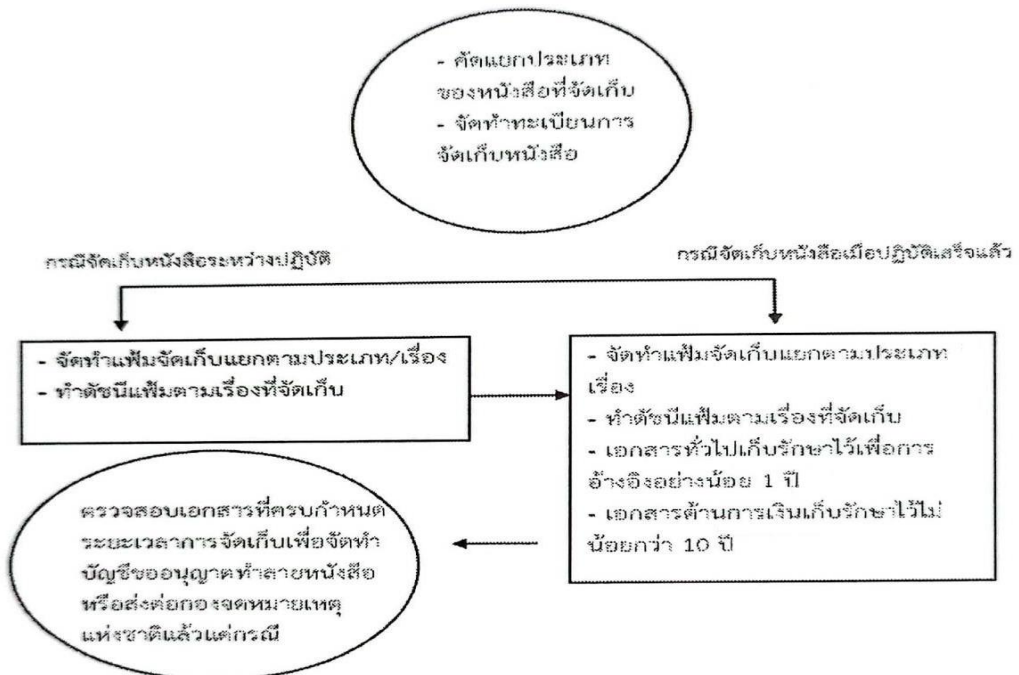 - คัดแยกประเภท
ของหนังสือที่จัดเก็บ
- จัดทำทะเบียนการ
จัดเก็บหนังสือ
กรณีจัดเก็บหนังสือระหว่างปฏิบัติ
กรณีจัดเก็บหนังสือเมื่อปฏิบัติเสร็จแล้ว
- จัดทำแฟ้มจัดเก็บแยกตามประเภท/เรื่อง
- ทำดัชนีแฟ้มตามเรื่องที่จัดเก็บ
- จัดทำแฟ้มจัดเก็บแยกตามประเภท
เรื่อง
- ทำดัชนีแฟ้มตามเรื่องที่จัดเก็บ
- เอกสารทั่วไปเก็บรักษาไว้เพื่อการ
อ้างอิงอย่างน้อย 1 ปี
- เอกสารด้านการเงินเก็บรักษาไว้ไม่
น้อยกว่า 10 ปี
ตรวจสอบเอกสารที่ครบกำหนด
ระยะเวลาการจัดเก็บเพื่อจัดทำ
บัญชีขออนุญาตทำลายหนังสือ
หรือส่งต่อกองจดหมายเหตุ
แห่งชาติแล้วแต่กรณี